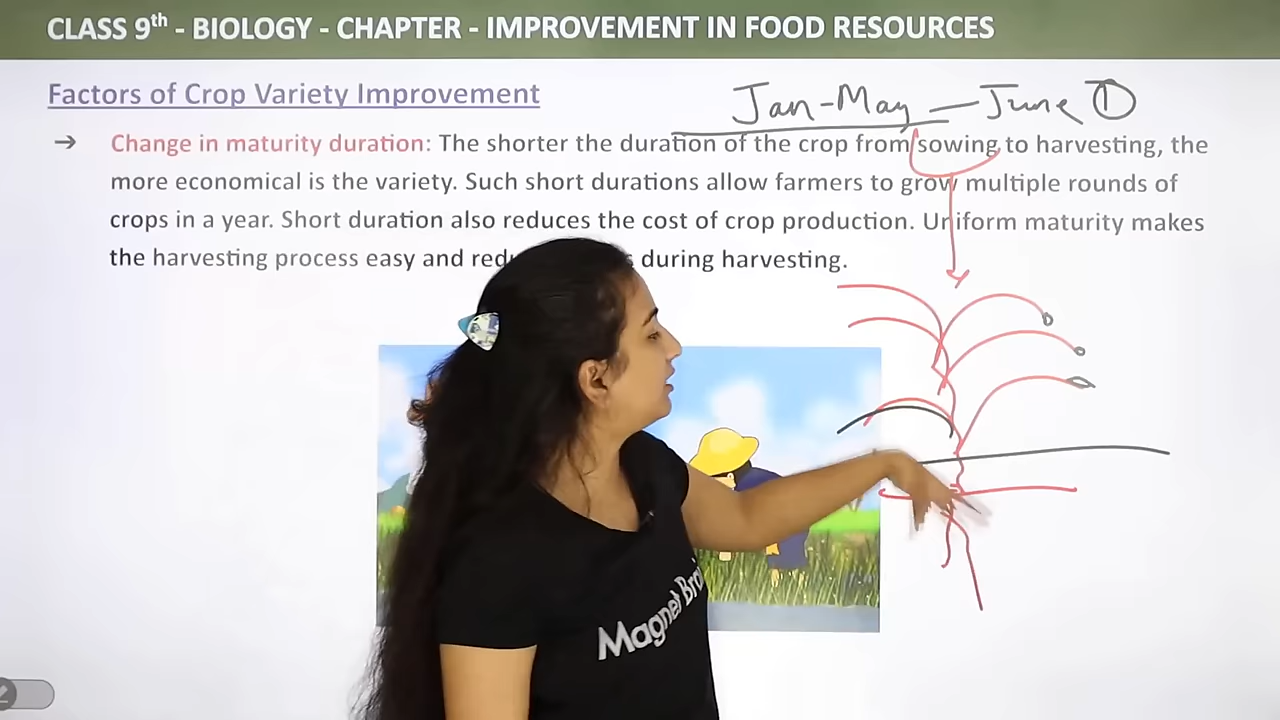 CLASS 9th - BIOLOGY - CHAPTER - IMPROVEMENT IN FOOD RESOURCES
Factors of Crop Variety Improvement
Jan-May — June ①
→ Change in maturity duration: The shorter the duration of the crop from sowing to harvesting, the
more economical is the variety. Such short durations allow farmers to grow multiple rounds of
crops in a year. Short duration also reduces the cost of crop production. Uniform maturity makes
the harvesting process easy and during harvesting.
Magnet